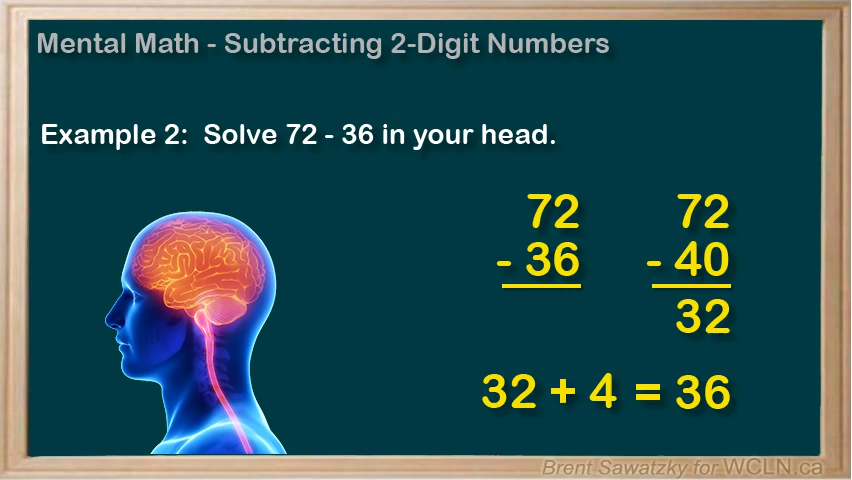 Mental Math - Subtracting 2-Digit Numbers
Example 2: Solve 72 - 36 in your head.
72 72
- 36 - 40
32
32 + 4 = 36
Brent Sawatzky for WCLN.ca